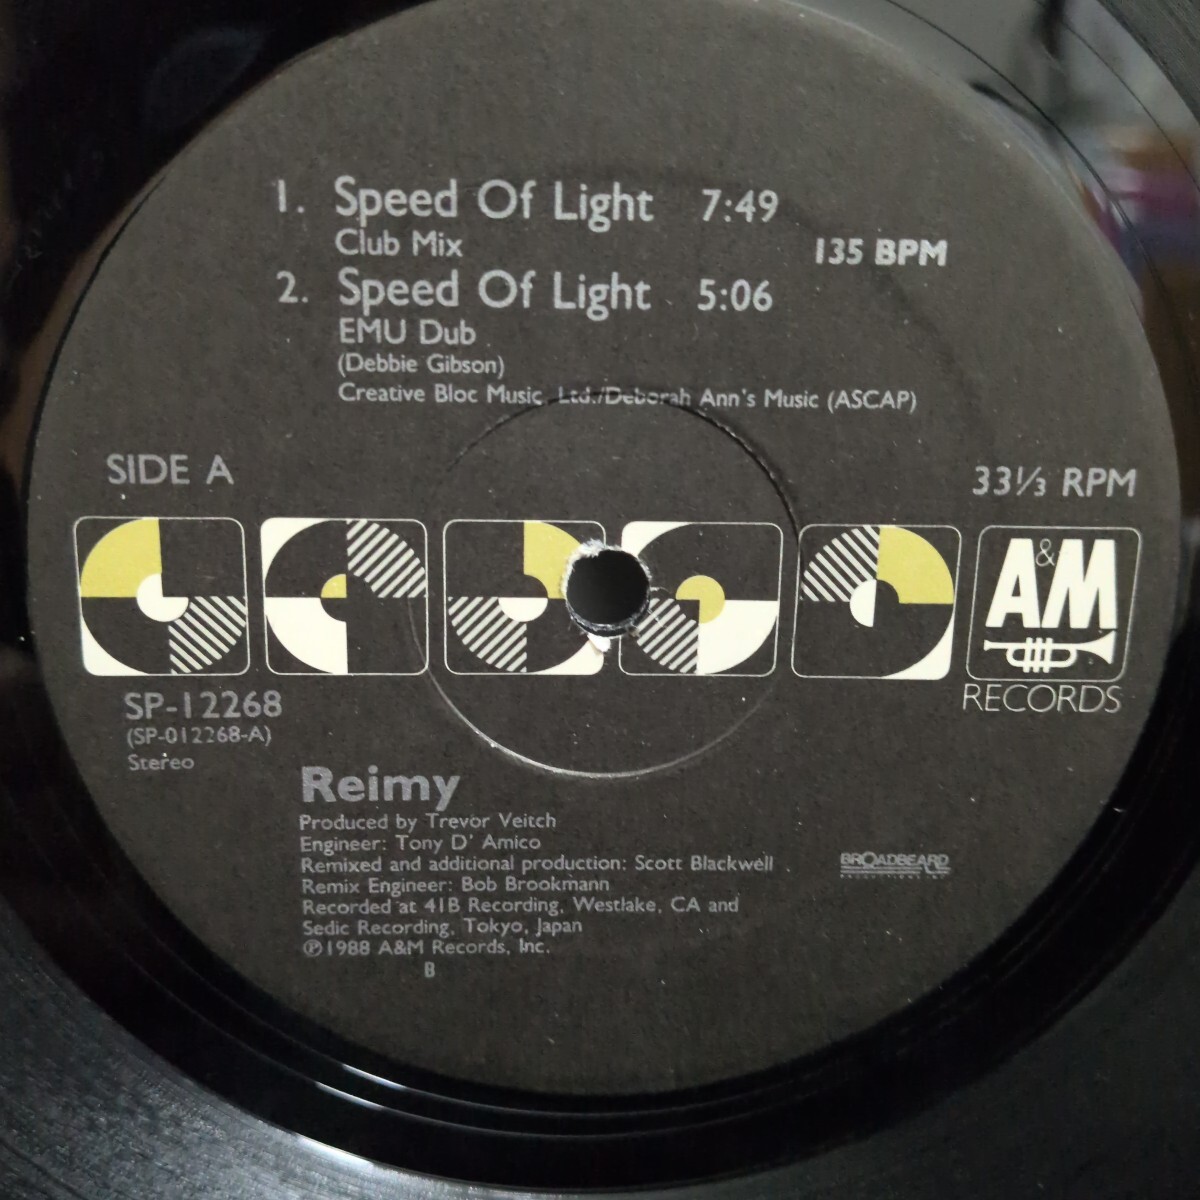 1. Speed Of Light 7:49
Club Mix
135 BPM
2. Speed Of Light 5:06
EMU Dub
(Debbie Gibson)
Creative Bloc Music, Ltd./Deborah Ann's Music (ASCAP)
SIDE A
33⅓ RPM
A&M
RECORDS
SP-12268
(SP-012268-A)
Stereo
Reimy
Produced by Trevor Veitch
Engineer: Tony D' Amico
Remixed and additional production: Scott Blackwell
BROADBEARD
PRODUCTIONS INC
Remix Engineer: Bob Brookmann
Recorded at 41B Recording, Westlake, CA and
Sedic Recording, Tokyo, Japan
℗1988 A&M Records, Inc.
B